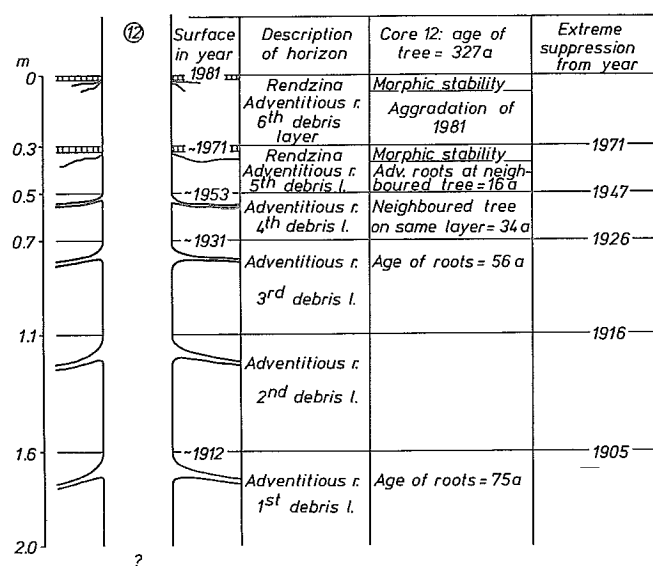 ⑫
Surface in year
Description of horizon
Core 12: age of tree = 327a
Extreme suppression from year
m
0
1981
Rendzina
Adventitious r.
6th debris layer
Morphic stability
Aggradation of 1981
0.3
~1971
1971
Rendzina
Adventitious r.
5th debris l.
Morphic stability
Adv. roots at neigh-
boured tree = 16a
0.5
~1953
1947
Adventitious r.
4th debris l.
Neighboured tree
on same layer = 34a
0.7
~1931
1926
Adventitious r.
3rd debris l.
Age of roots = 56a
1.1
1916
Adventitious r.
2nd debris l.
1.6
~1912
1905
Adventitious r.
1st debris l.
Age of roots = 75a
2.0
?